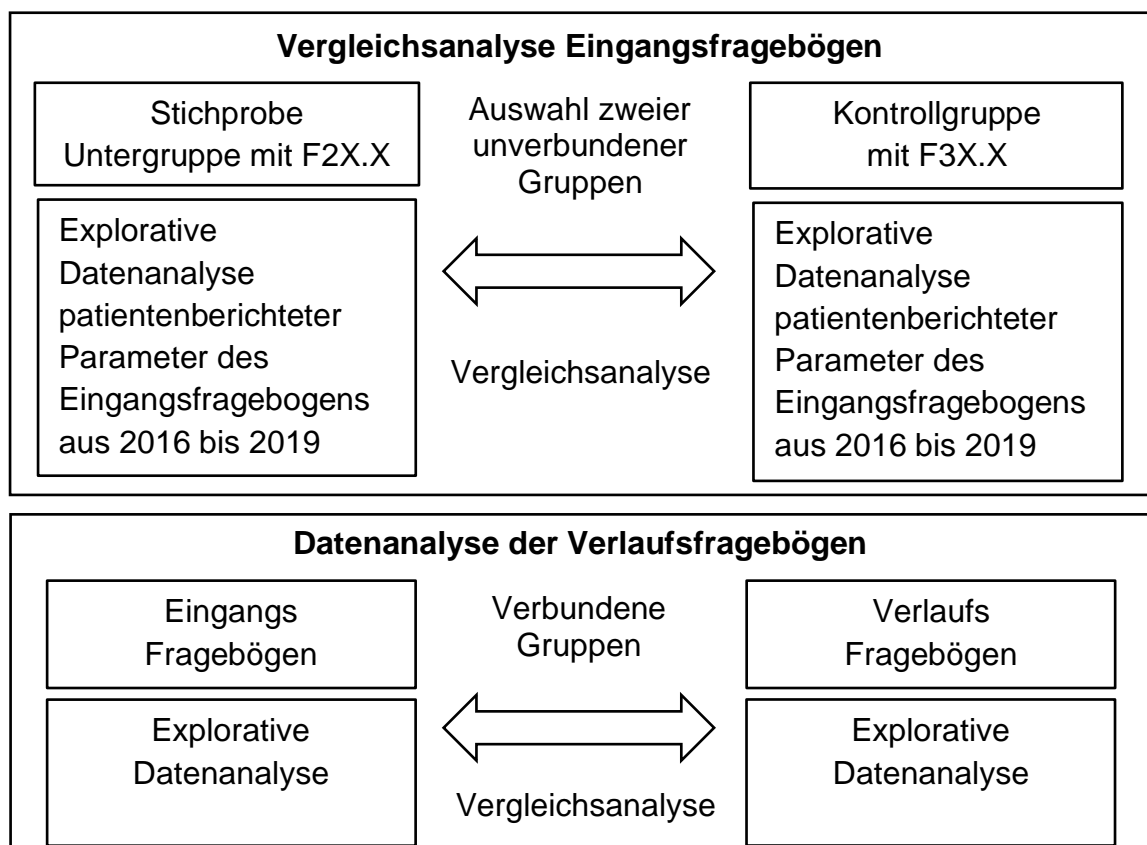 Vergleichsanalyse Eingangsfragebögen
Stichprobe
Untergruppe mit F2X.X
Auswahl zweier
unverbundener
Gruppen
Kontrollgruppe
mit F3X.X
Explorative
Datenanalyse
patientenberichteter
Parameter des
Eingangsfragebogens
aus 2016 bis 2019
Vergleichsanalyse
Explorative
Datenanalyse
patientenberichteter
Parameter des
Eingangsfragebogens
aus 2016 bis 2019
Datenanalyse der Verlaufsfragebögen
Eingangs
Fragebögen
Verbundene
Gruppen
Verlaufs
Fragebögen
Explorative
Datenanalyse
Vergleichsanalyse
Explorative
Datenanalyse